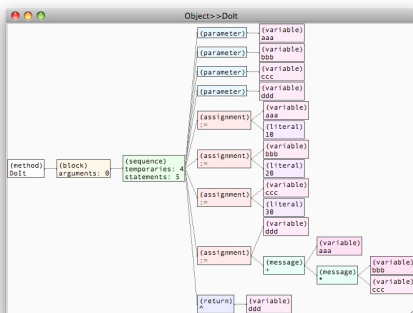 Object>>DoIt
(parameter)
(variable)
aaa
(parameter)
(variable)
bbb
(parameter)
(variable)
ccc
(parameter)
(variable)
ddd
(method)
DoIt
(block)
arguments: 0
(sequence)
temporaries: 4
statements: 5
(assignment)
:=
(variable)
aaa
(literal)
10
(assignment)
:=
(variable)
bbb
(literal)
20
(assignment)
:=
(variable)
ccc
(literal)
30
(assignment)
:=
(variable)
ddd
(message)
+
(variable)
aaa
(message)
*
(variable)
bbb
(variable)
ccc
(return)
^
(variable)
ddd